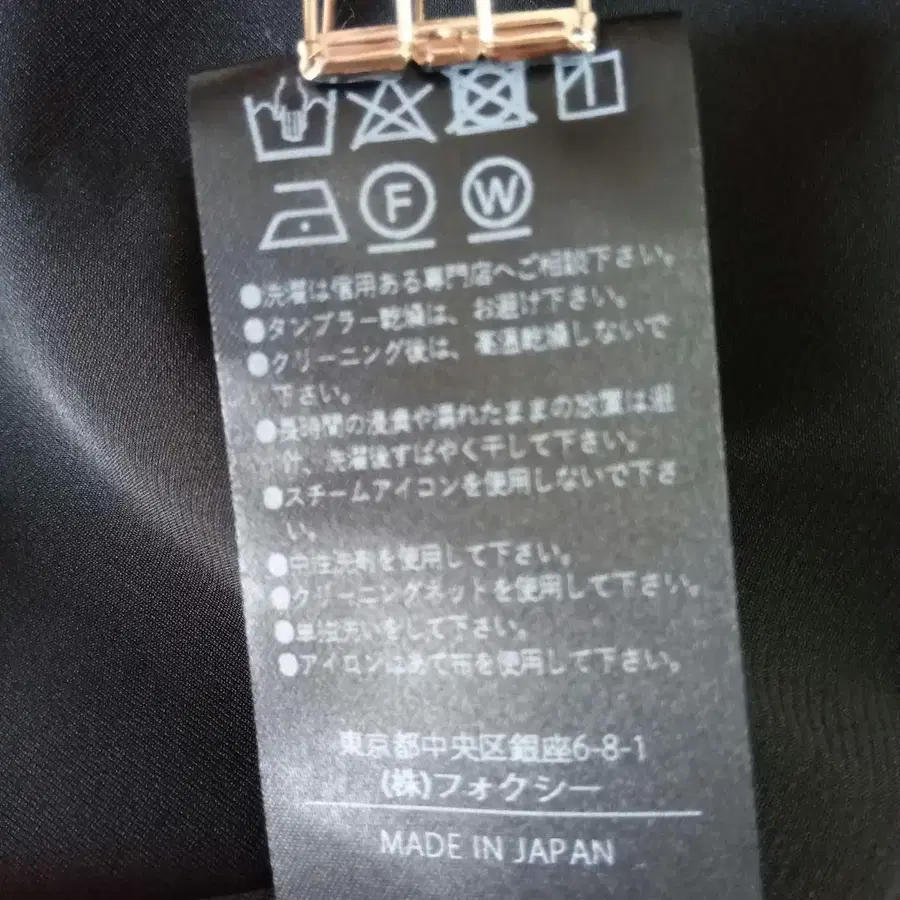 F W
●洗濯は信用ある専門店へご相談下さい。
●タンブラー乾燥は、お避け下さい。
●クリーニング後は、高温乾燥しないで
下さい。
●長時間の浸漬や濡れたままの放置は避
け、洗濯後すばやく干して下さい。
●スチームアイコンを使用しないで下さ
い。
●中性洗剤を使用して下さい。
●クリーニングネットを使用して下さい。
●単独洗いをして下さい。
●アイロンはあて布を使用して下さい。
東京都中央区銀座6-8-1
(株)フォクシー
MADE IN JAPAN